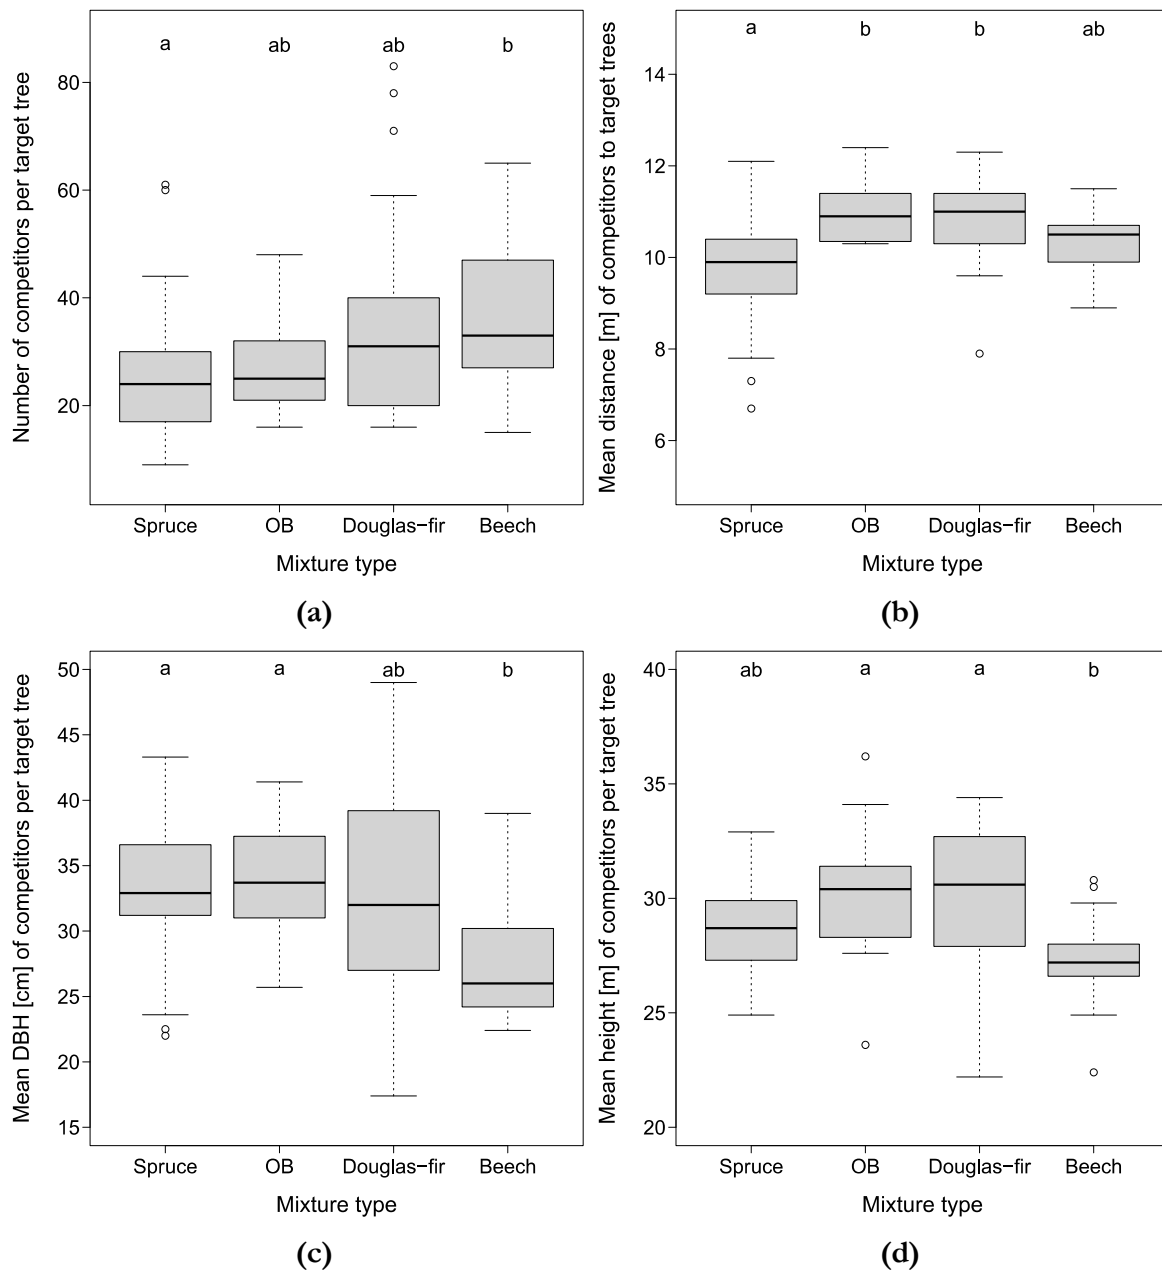 a ab ab b
Number of competitors per target tree
80
60
40
20
Spruce OB Douglas−fir Beech
Mixture type
(a)
a b b ab
Mean distance [m] of competitors to target trees
14
12
10
8
6
Spruce OB Douglas−fir Beech
Mixture type
(b)
a a ab b
Mean DBH [cm] of competitors per target tree
50
45
40
35
30
25
20
15
Spruce OB Douglas−fir Beech
Mixture type
(c)
ab a a b
Mean height [m] of competitors per target tree
40
35
30
25
20
Spruce OB Douglas−fir Beech
Mixture type
(d)